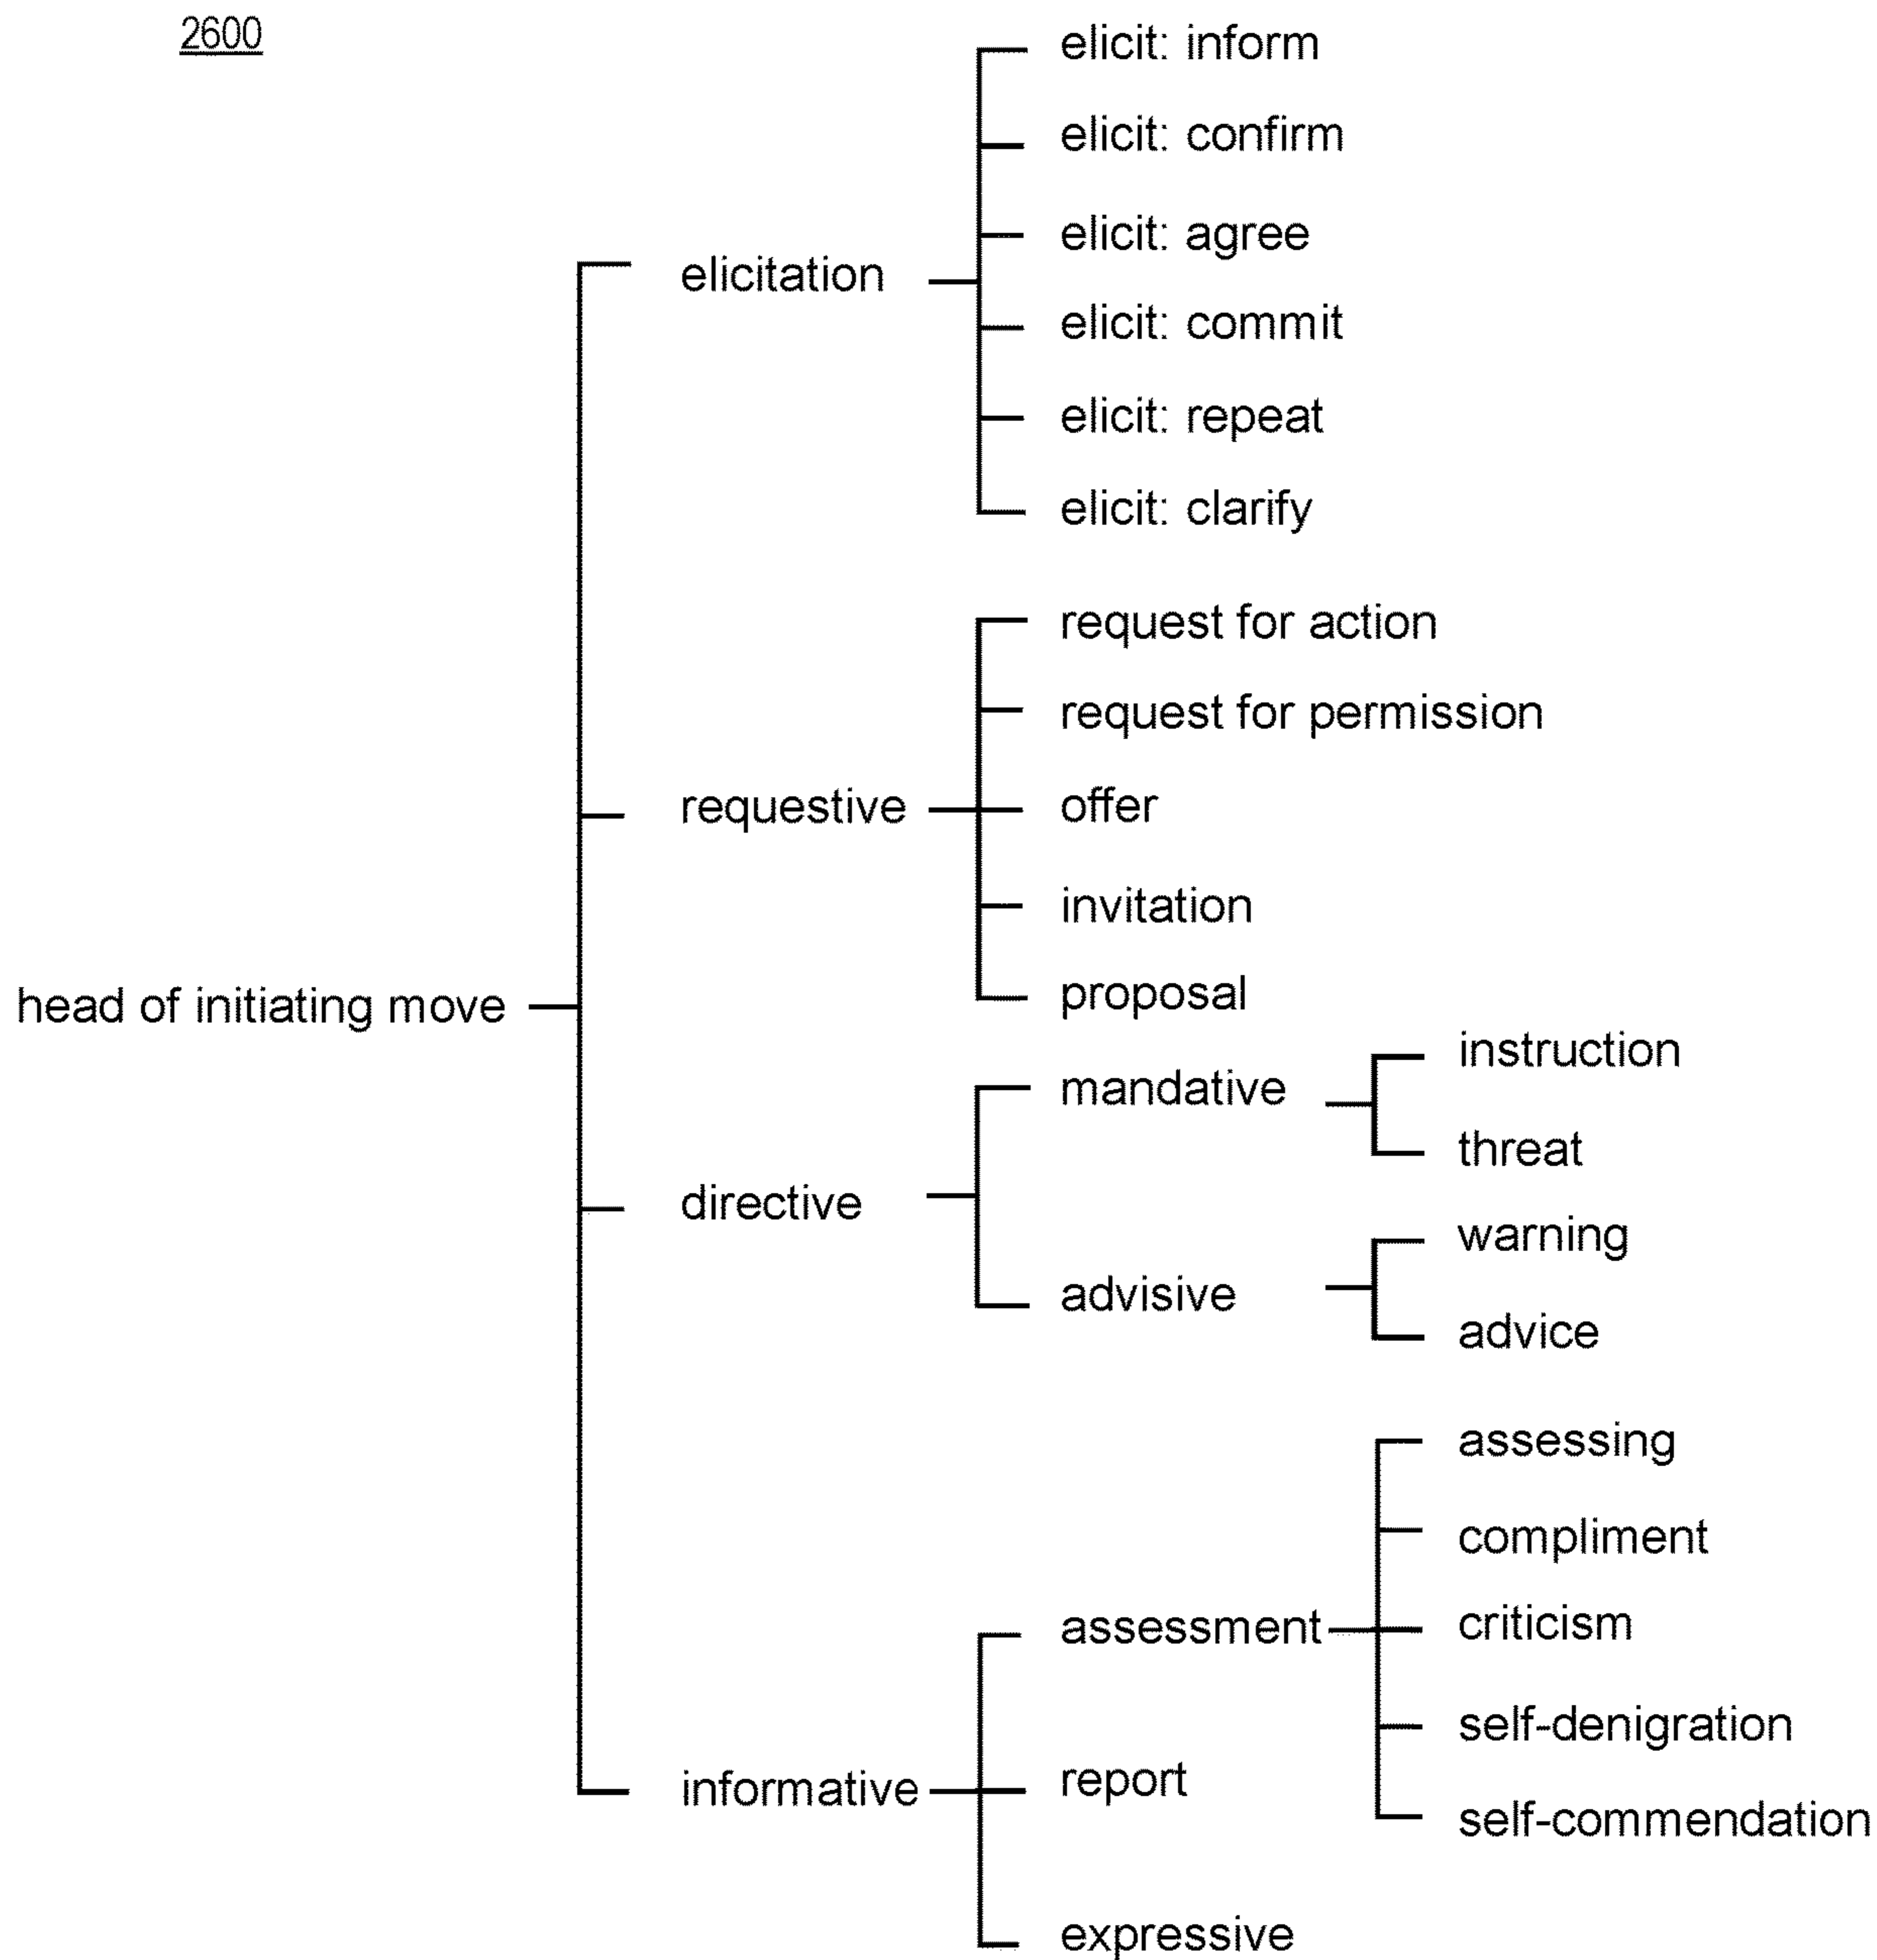 2600
elicit: inform
elicit: confirm
elicit: agree
elicitation
elicit: commit
elicit: repeat
elicit: clarify
request for action
request for permission
requestive
offer
invitation
proposal
head of initiating move
mandative
instruction
threat
directive
advisive
warning
advice
assessing
compliment
assessment
criticism
self-denigration
informative
report
self-commendation
expressive